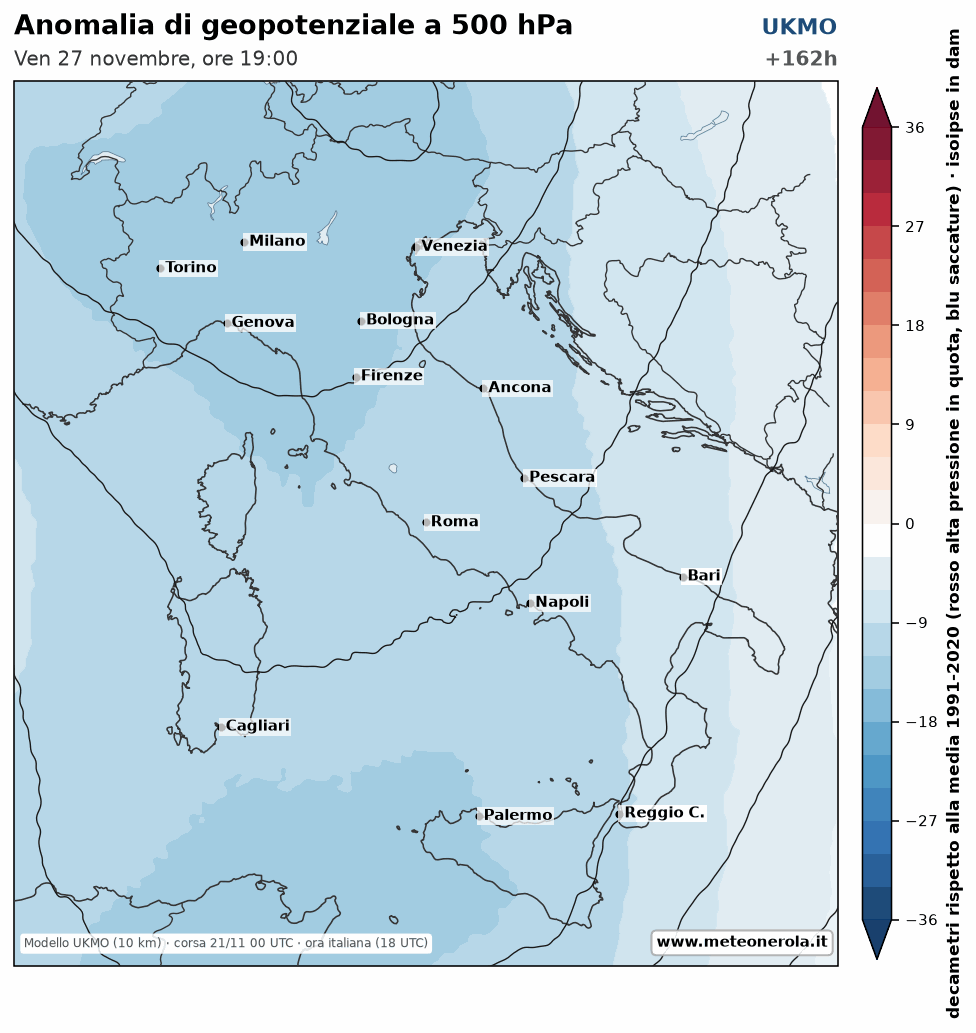 Anomalia di geopotenziale a 500 hPa
UKMO
Ven 27 novembre, ore 19:00
+162h
Milano
Venezia
Torino
Genova
Bologna
Firenze
Ancona
Pescara
Roma
Bari
Napoli
Cagliari
Palermo
Reggio C.
Modello UKMO (10 km) · corsa 21/11 00 UTC · ora italiana (18 UTC)
www.meteonerola.it
36
27
18
9
0
−9
−18
−27
−36
decametri rispetto alla media 1991-2020 (rosso alta pressione in quota, blu saccature) · isoipse in dam